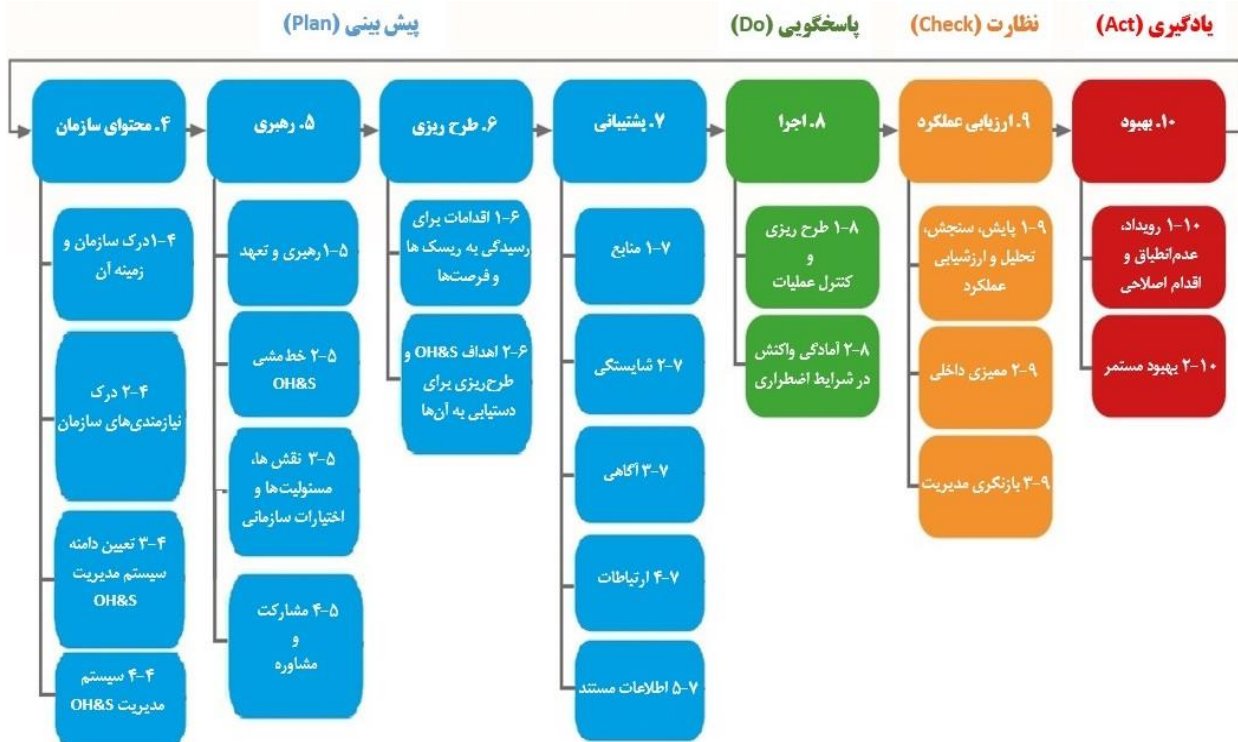 پیش بینی (Plan)
پاسخگویی (Do)
نظارت (Check)
یادگیری (Act)
۴. محتوای سازمان
۵. رهبری
۶. طرح ریزی
۷. پشتیبانی
۸. اجرا
۹. ارزیابی عملکرد
۱۰. بهبود
۱-۴ درک سازمان و
زمینه آن
۲-۴ درک
نیازمندی‌های سازمان
۳-۴ تعیین دامنه
سیستم مدیریت
OH&S
۴-۴ سیستم
مدیریت OH&S
۱-۵ رهبری و تعهد
۲-۵ خط‌مشی
OH&S
۳-۵ نقش ها،
مسئولیت‌ها و
اختیارات سازمانی
۴-۵ مشارکت
و
مشاوره
۱-۶ اقدامات برای
رسیدگی به ریسک ها
و فرصت‌ها
۲-۶ اهداف OH&S و
طرح‌ریزی برای
دستیابی به آن‌ها
۱-۷ منابع
۲-۷ شایستگی
۳-۷ آگاهی
۴-۷ ارتباطات
۵-۷ اطلاعات مستند
۱-۸ طرح ریزی
و
کنترل عملیات
۲-۸ آمادگی واکنش
در شرایط اضطراری
۱-۹ پایش، سنجش،
تحلیل و ارزشیابی
عملکرد
۲-۹ ممیزی داخلی
۳-۹ بازنگری مدیریت
۱-۱۰ رویداد،
عدم‌انطباق و
اقدام اصلاحی
۲-۱۰ بهبود مستمر